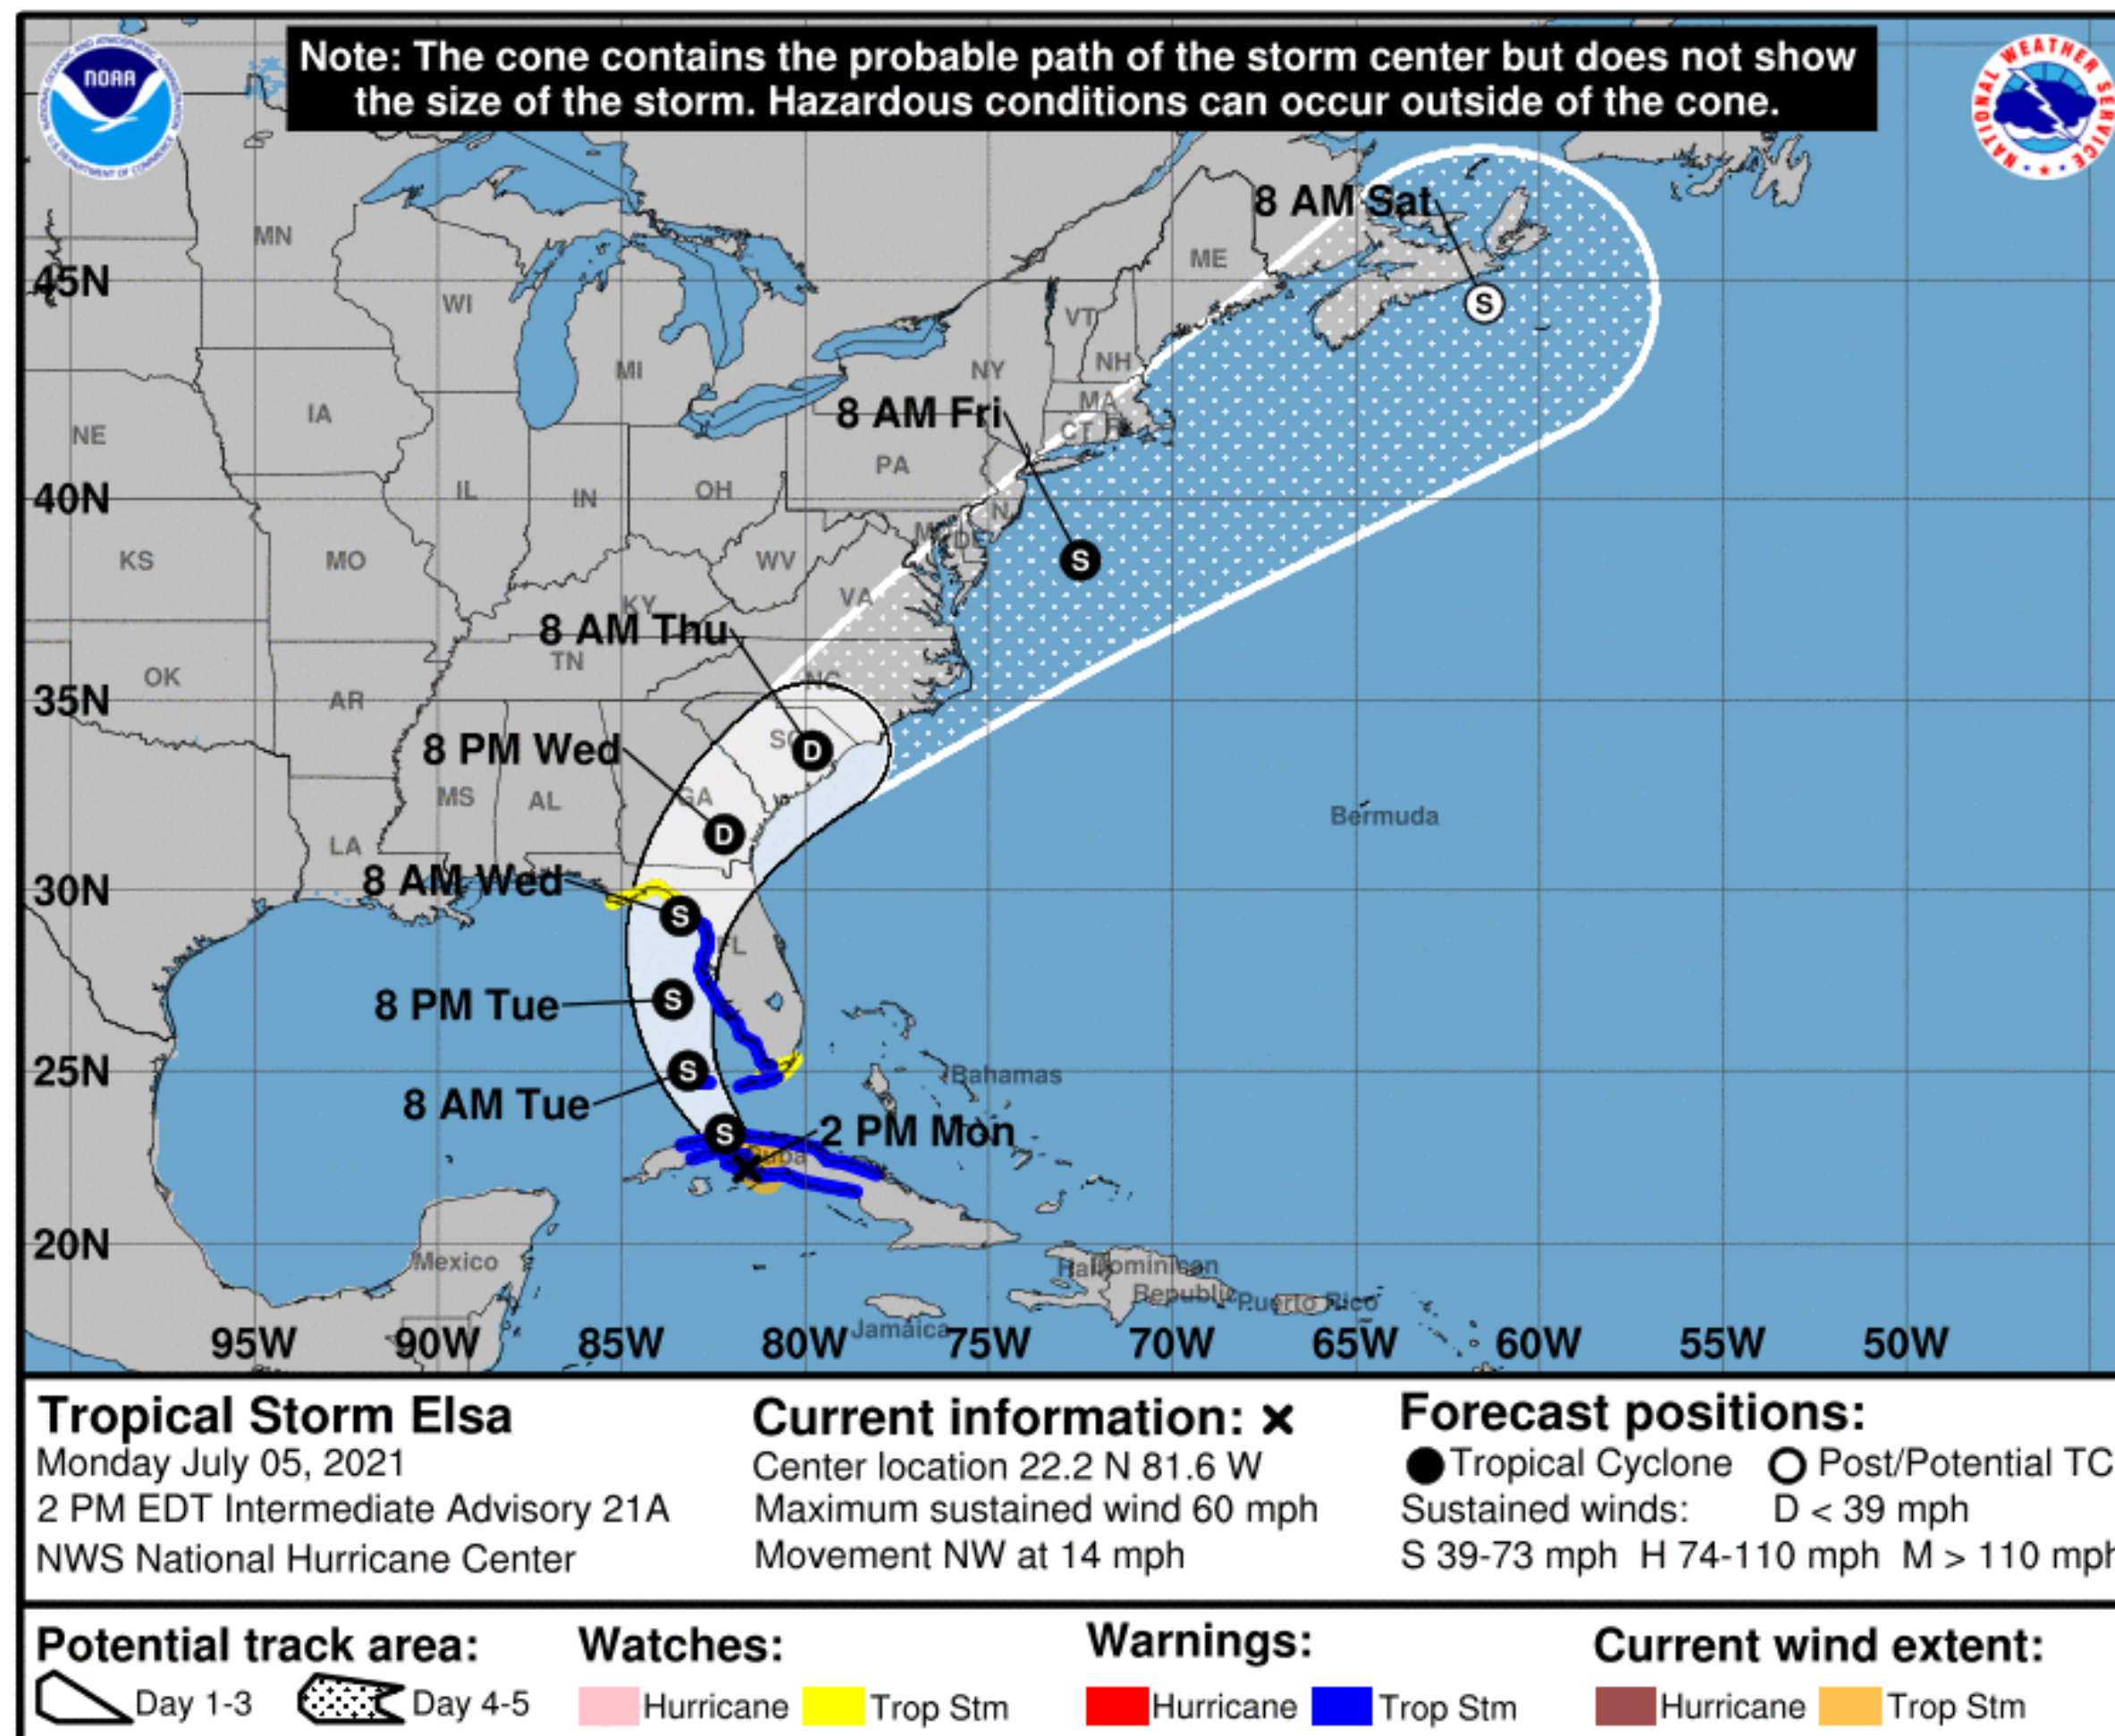 Note: The cone contains the probable path of the storm center but does not show
the size of the storm. Hazardous conditions can occur outside of the cone.
NOAA
NATIONAL WEATHER SERVICE
8 AM Sat
MN
ME
45N
WI
VT
NH
MI
NY
MA
8 AM Fri
IA
CT
NE
PA
40N
IL
IN
OH
KS
MO
WV
VA
KY
8 AM Thu
TN
OK
NC
35N
AR
8 PM Wed
SC
MS
AL
GA
Bermuda
LA
8 AM Wed
30N
FL
8 PM Tue
25N
Bahamas
8 AM Tue
2 PM Mon
20N
Mexico
Dominican
Republic
Puerto Rico
Jamaica
95W 90W 85W 80W 75W 70W 65W 60W 55W 50W
Tropical Storm Elsa
Monday July 05, 2021
2 PM EDT Intermediate Advisory 21A
NWS National Hurricane Center
Current information: x
Center location 22.2 N 81.6 W
Maximum sustained wind 60 mph
Movement NW at 14 mph
Forecast positions:
Tropical Cyclone Post/Potential TC
Sustained winds: D < 39 mph
S 39-73 mph H 74-110 mph M > 110 mph
Potential track area:
Day 1-3 Day 4-5
Watches:
Hurricane Trop Stm
Warnings:
Hurricane Trop Stm
Current wind extent:
Hurricane Trop Stm